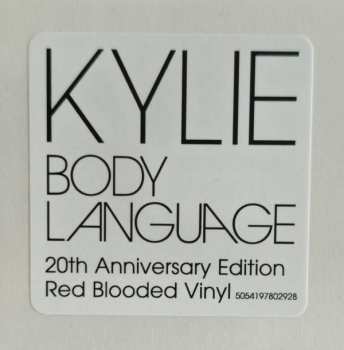 KYLIE
BODY
LANGUAGE
20th Anniversary Edition
Red Blooded Vinyl 5054197802928